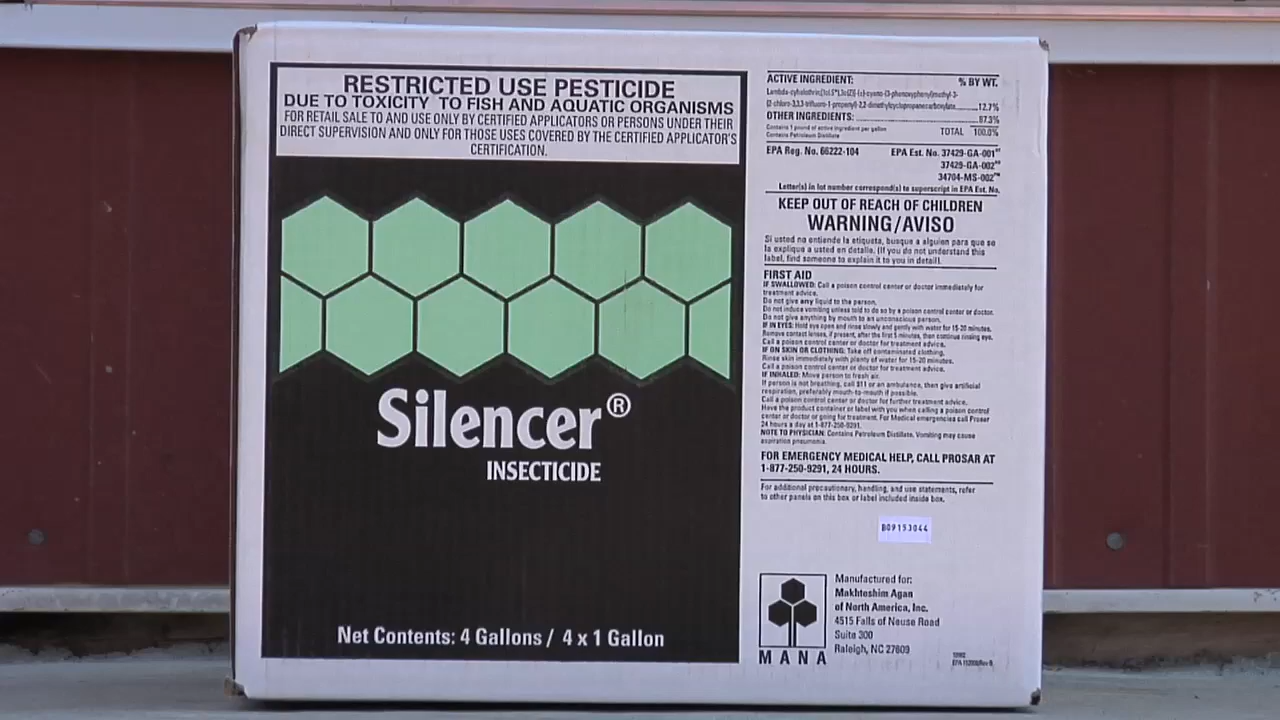 RESTRICTED USE PESTICIDE
DUE TO TOXICITY TO FISH AND AQUATIC ORGANISMS
FOR RETAIL SALE TO AND USE ONLY BY CERTIFIED APPLICATORS OR PERSONS UNDER THEIR
DIRECT SUPERVISION AND ONLY FOR THOSE USES COVERED BY THE CERTIFIED APPLICATOR'S
CERTIFICATION.
Silencer®
INSECTICIDE
Net Contents: 4 Gallons / 4 x 1 Gallon
ACTIVE INGREDIENT: % BY WT.
(2-chloro-3,3,3-trifluoro-1-propenyl)-2,2-dimethylcyclopropanecarboxylate 12.7%
OTHER INGREDIENTS: 87.3%
Contains 1 pound of active ingredient per gallon TOTAL 100.0%
Contains Petroleum Distillate
EPA Reg. No. 66222-104 EPA Est. No. 37429-GA-001
37429-GA-002
34704-MS-002
Letter(s) in lot number correspond(s) to superscript in EPA Est. No.
KEEP OUT OF REACH OF CHILDREN
WARNING/AVISO
Si usted no entiende la etiqueta, busque a alguien para que se
la explique a usted en detalle. (If you do not understand this
label, find someone to explain it to you in detail).
FIRST AID
IF SWALLOWED: Call a poison control center or doctor immediately for
treatment advice.
Do not give any liquid to the person.
Do not induce vomiting unless told to do so by a poison control center or doctor.
Do not give anything by mouth to an unconscious person.
IF IN EYES: Hold eye open and rinse slowly and gently with water for 15-20 minutes.
Remove contact lenses, if present, after the first 5 minutes, then continue rinsing eye.
Call a poison control center or doctor for treatment advice.
IF ON SKIN OR CLOTHING: Take off contaminated clothing.
Rinse skin immediately with plenty of water for 15-20 minutes.
Call a poison control center or doctor for treatment advice.
IF INHALED: Move person to fresh air.
If person is not breathing, call 911 or an ambulance, then give artificial
respiration, preferably mouth-to-mouth if possible.
Call a poison control center or doctor for further treatment advice.
Have the product container or label with you when calling a poison control
center or doctor or going for treatment. For Medical emergencies call Prosar
24 hours a day at 1-877-250-9291.
NOTE TO PHYSICIAN: Contains Petroleum Distillate. Vomiting may cause
aspiration pneumonia.
FOR EMERGENCY MEDICAL HELP, CALL PROSAR AT
1-877-250-9291, 24 HOURS.
For additional precautionary, handling, and use statements, refer
to other panels on this box or label included inside box.
B09153044
MANA
Manufactured for:
Makhteshim Agan
of North America, Inc.
4515 Falls of Neuse Road
Suite 300
Raleigh, NC 27609